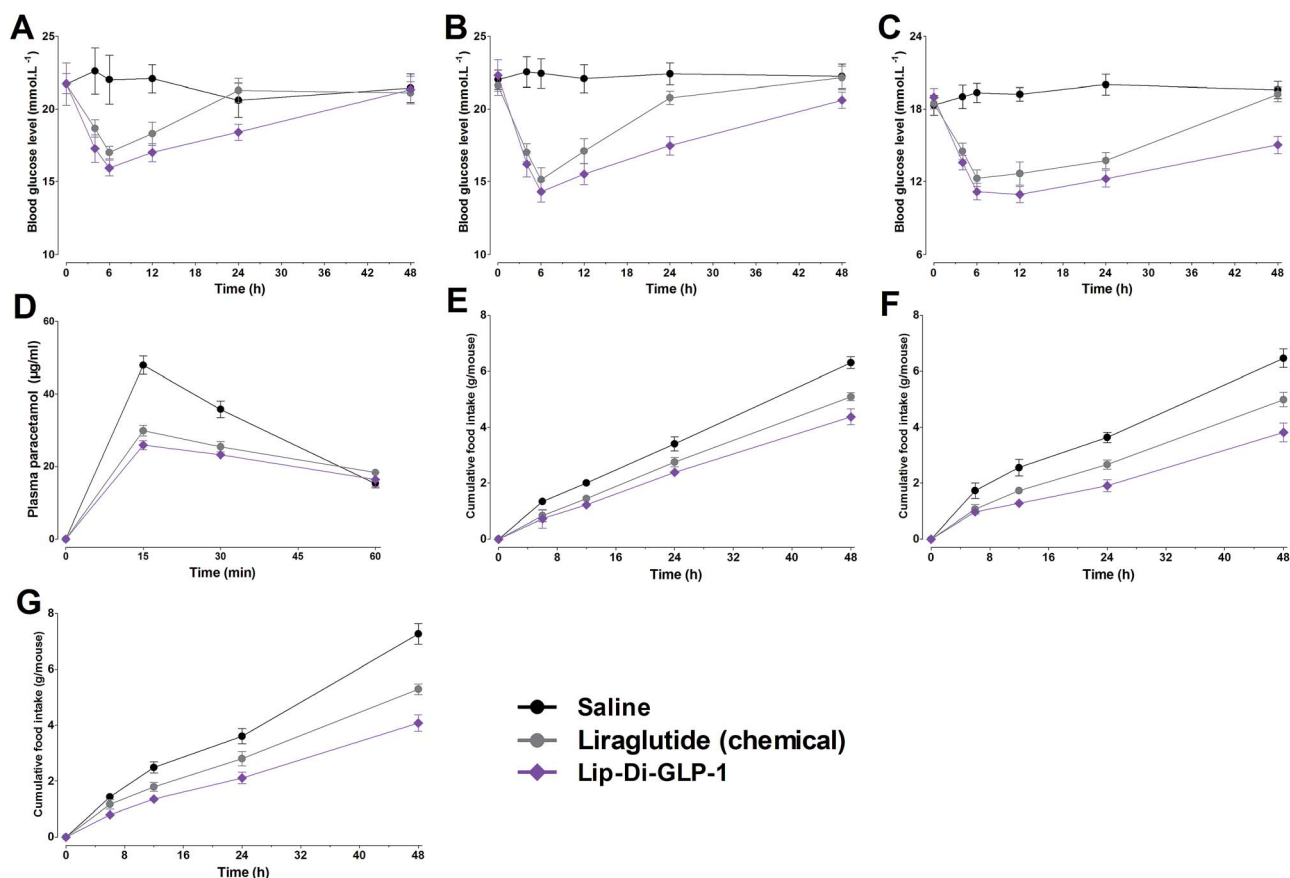 A
Blood glucose level (mmol.L⁻¹)
25
20
15
10
0 6 12 18 24 30 36 42 48
Time (h)
B
Blood glucose level (mmol.L⁻¹)
25
20
15
10
0 6 12 18 24 30 36 42 48
Time (h)
C
Blood glucose level (mmol.L⁻¹)
24
18
12
6
0 6 12 18 24 30 36 42 48
Time (h)
D
Plasma paracetamol (µg/ml)
60
40
20
0
0 15 30 45 60
Time (min)
E
Cumulative food intake (g/mouse)
8
6
4
2
0
0 8 16 24 32 40 48
Time (h)
F
Cumulative food intake (g/mouse)
8
6
4
2
0
0 8 16 24 32 40 48
Time (h)
G
Cumulative food intake (g/mouse)
8
6
4
2
0
0 8 16 24 32 40 48
Time (h)
Saline
Liraglutide (chemical)
Lip-Di-GLP-1